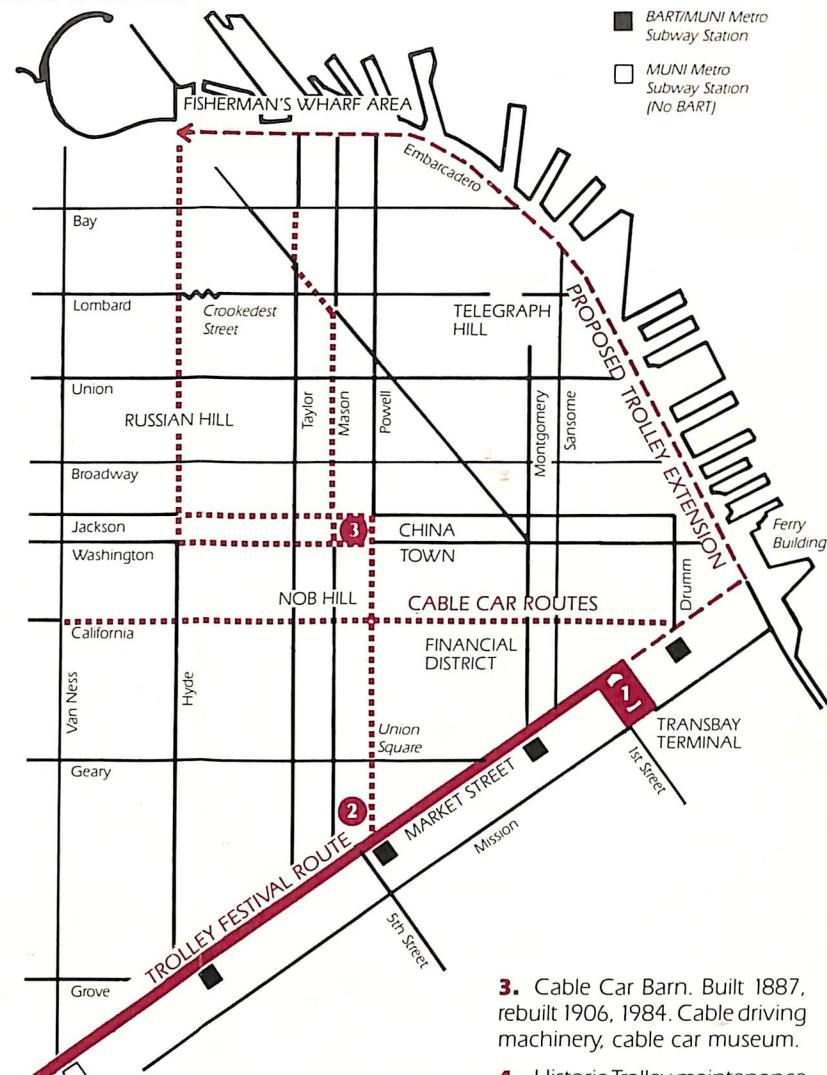 BART/MUNI Metro
Subway Station
MUNI Metro
Subway Station
(No BART)
FISHERMAN'S WHARF AREA
Embarcadero
Bay
Lombard
Crookedest
Street
TELEGRAPH
HILL
PROPOSED TROLLEY EXTENSION
Union
RUSSIAN HILL
Taylor
Mason
Powell
Montgomery
Sansome
Broadway
Jackson
3
CHINA
Ferry
Building
Washington
TOWN
Drumm
NOB HILL
CABLE CAR ROUTES
California
FINANCIAL
DISTRICT
Van Ness
Hyde
1
Union
Square
TRANSBAY
TERMINAL
1st Street
Geary
2
MARKET STREET
Mission
TROLLEY FESTIVAL ROUTE
5th Street
Grove
3. Cable Car Barn. Built 1887,
rebuilt 1906, 1984. Cable driving
machinery, cable car museum.
4. Historic Trolley maintenance